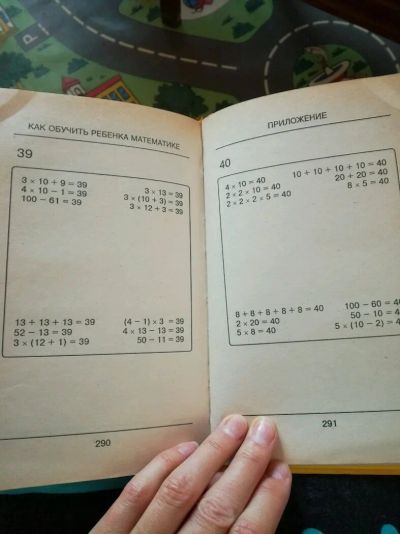 КАК ОБУЧИТЬ РЕБЕНКА МАТЕМАТИКЕ
39
3 × 10 + 9 = 39
4 × 10 − 1 = 39
100 − 61 = 39
3 × 13 = 39
3 × (10 + 3) = 39
3 × 12 + 3 = 39
13 + 13 + 13 = 39
52 − 13 = 39
3 × (12 + 1) = 39
(4 − 1) × 3 = 39
4 × 13 − 13 = 39
50 − 11 = 39
290
ПРИЛОЖЕНИЕ
40
4 × 10 = 40
2 × 2 × 10 = 40
2 × 2 × 2 × 5 = 40
10 + 10 + 10 + 10 = 40
20 + 20 = 40
8 × 5 = 40
8 + 8 + 8 + 8 + 8 = 40
2 × 20 = 40
5 × 8 = 40
100 − 60 = 4
50 − 10 = 4
5 × (10 − 2) = 4
291